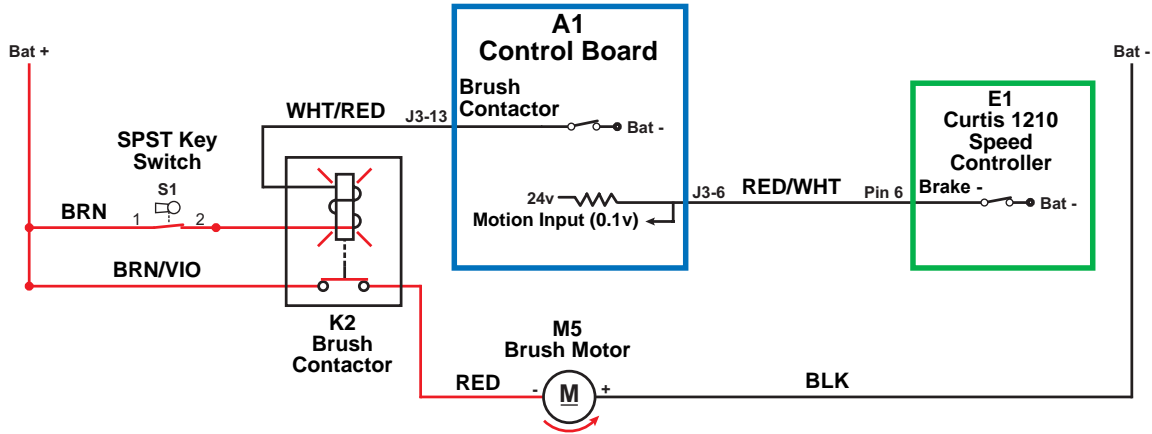 A1
Control Board
Bat +
Bat -
Brush
Contactor
WHT/RED
J3-13
Bat -
E1
Curtis 1210
Speed
Controller
SPST Key
Switch
S1
24v
J3-6
RED/WHT
Pin 6
Brake -
Bat -
BRN
1
2
Motion Input (0.1v)
BRN/VIO
K2
Brush
Contactor
M5
Brush Motor
RED
-
M
+
BLK